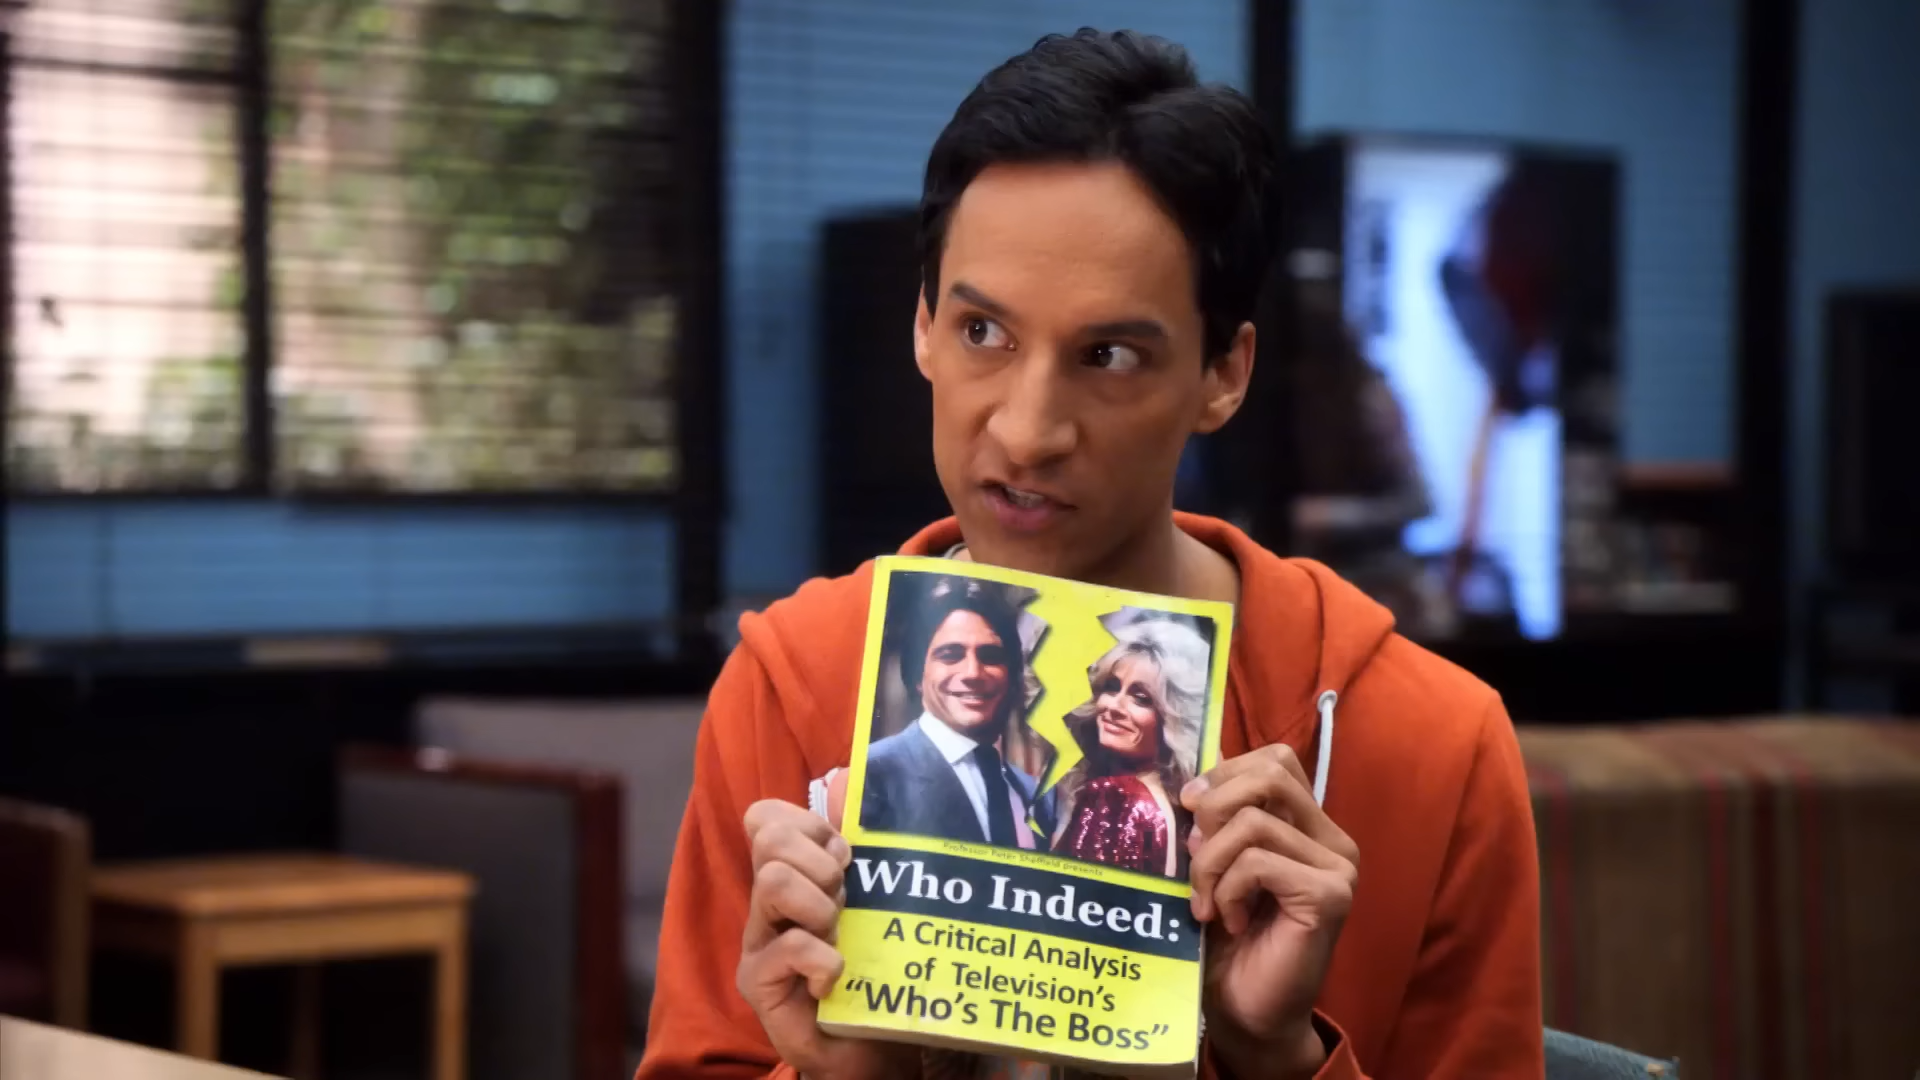 Professor Peter Sheffield presents
Who Indeed:
A Critical Analysis
of Television's
“Who's The Boss”